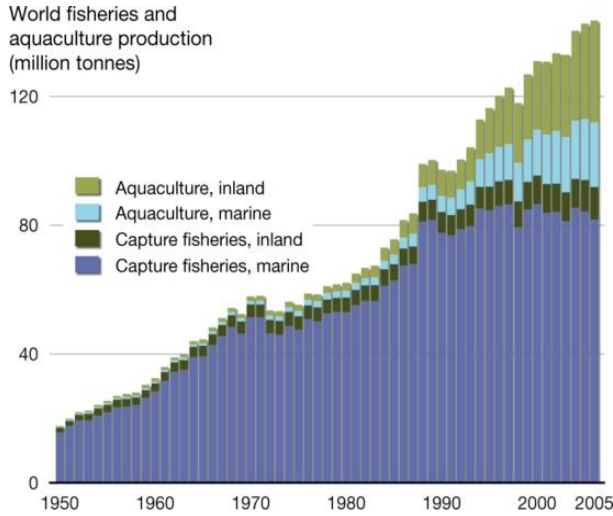 World fisheries and
aquaculture production
(million tonnes)
120
Aquaculture, inland
Aquaculture, marine
80
Capture fisheries, inland
Capture fisheries, marine
40
0
1950 1960 1970 1980 1990 2000 2005